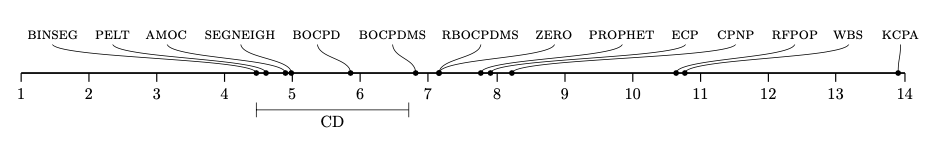 BINSEG PELT AMOC SEGNEIGH BOCPD BOCPDMS RBOCPDMS ZERO PROPHET ECP CPNP RFPOP WBS KCPA
1 2 3 4 5 6 7 8 9 10 11 12 13 14
CD